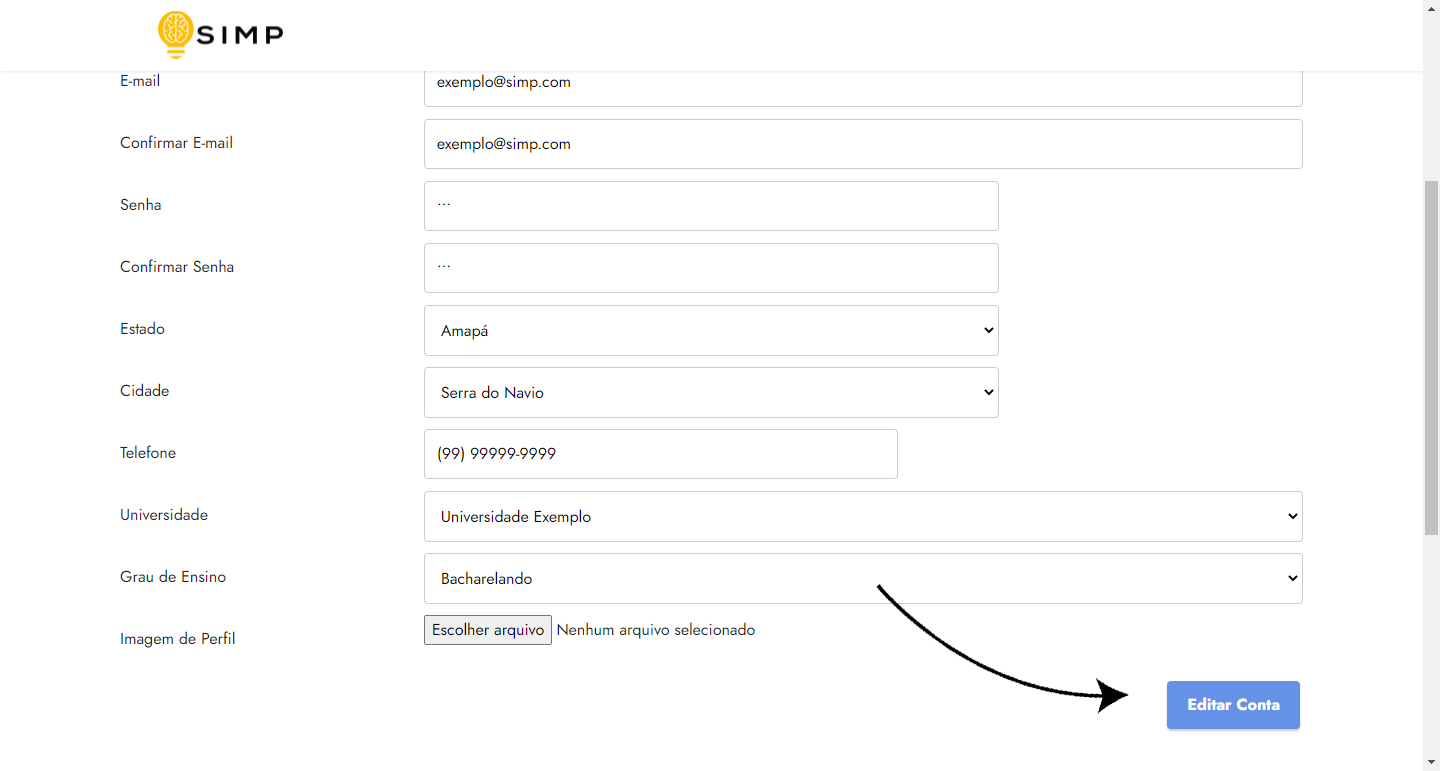 SIMP
E-mail
exemplo@simp.com
Confirmar E-mail
exemplo@simp.com
Senha
...
Confirmar Senha
...
Estado
Amapá
Cidade
Serra do Navio
Telefone
(99) 99999-9999
Universidade
Universidade Exemplo
Grau de Ensino
Bacharelando
Imagem de Perfil
Escolher arquivo Nenhum arquivo selecionado
Editar Conta